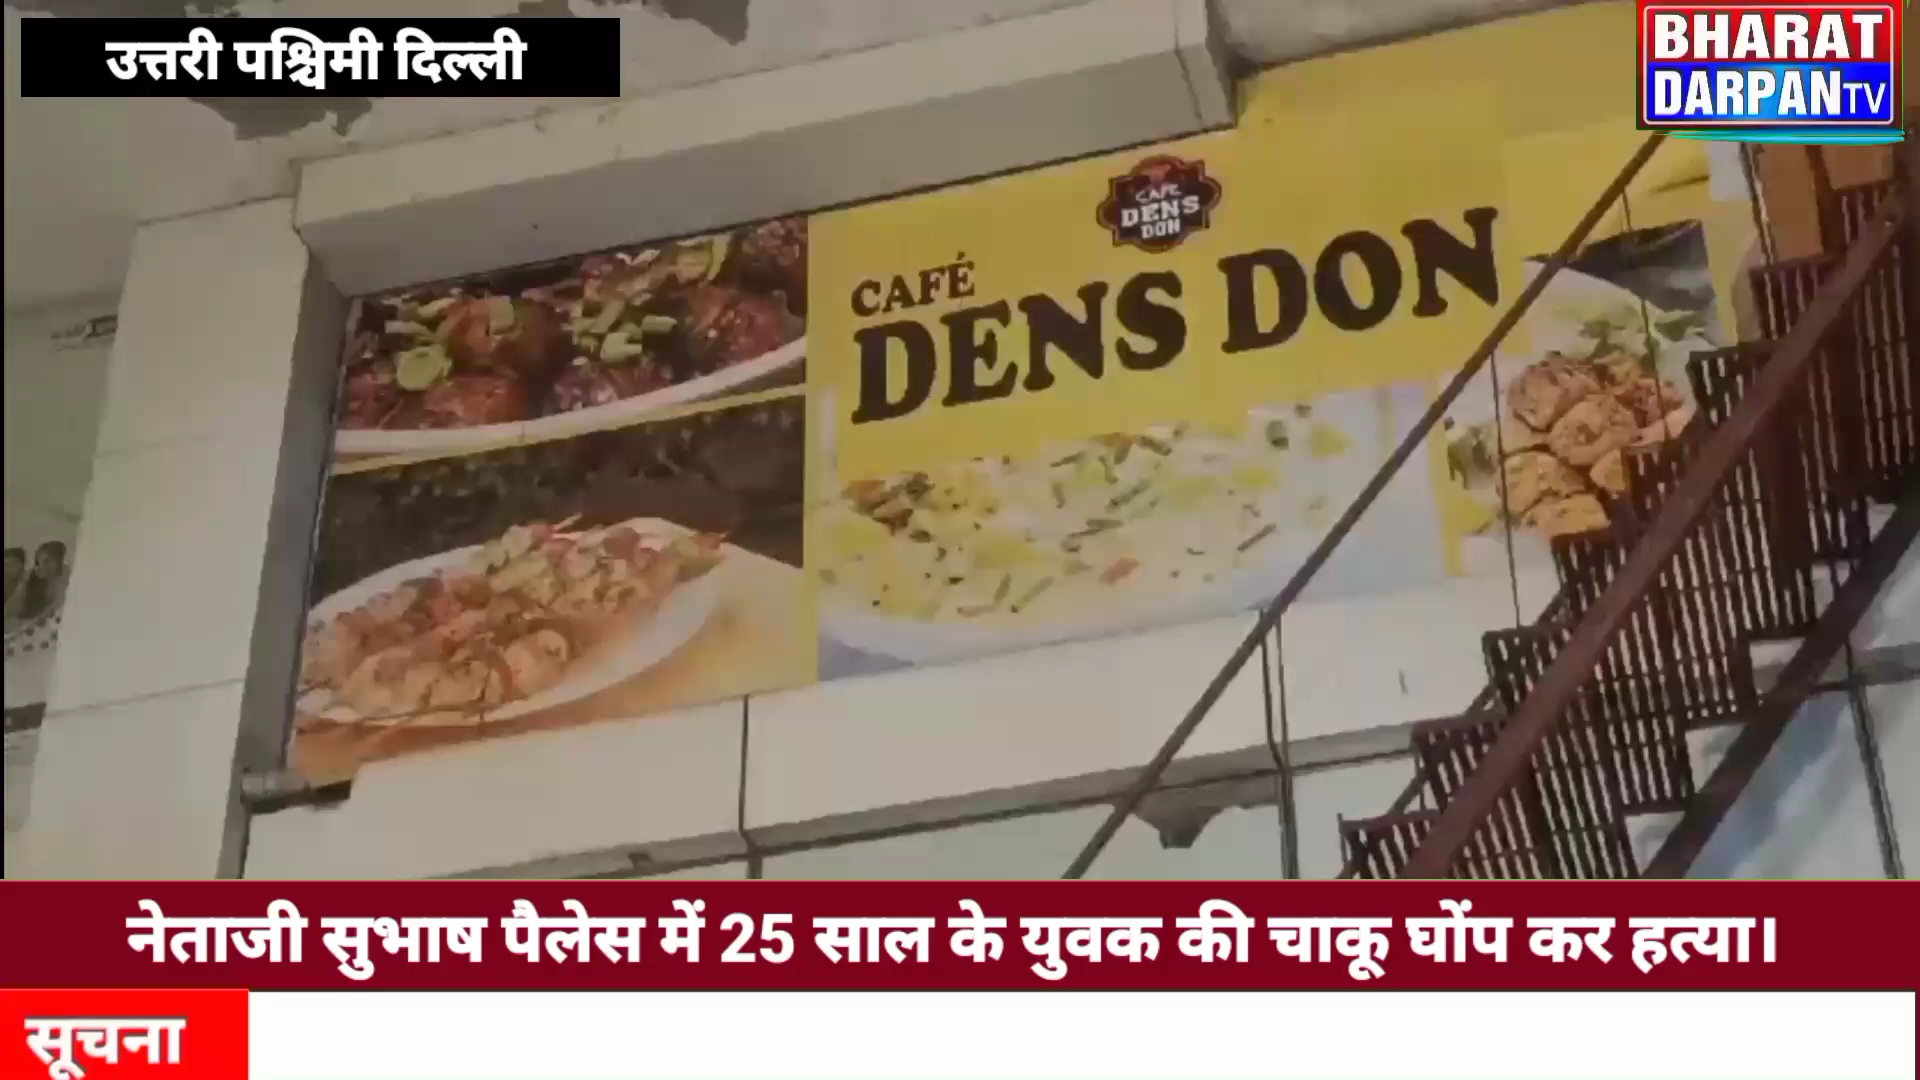 उत्तरी पश्चिमी दिल्ली
BHARAT
DARPAN TV
CAFE
DENS
DON
CAFÉ
DENS DON
नेताजी सुभाष पैलेस में 25 साल के युवक की चाकू घोंप कर हत्या।
सूचना